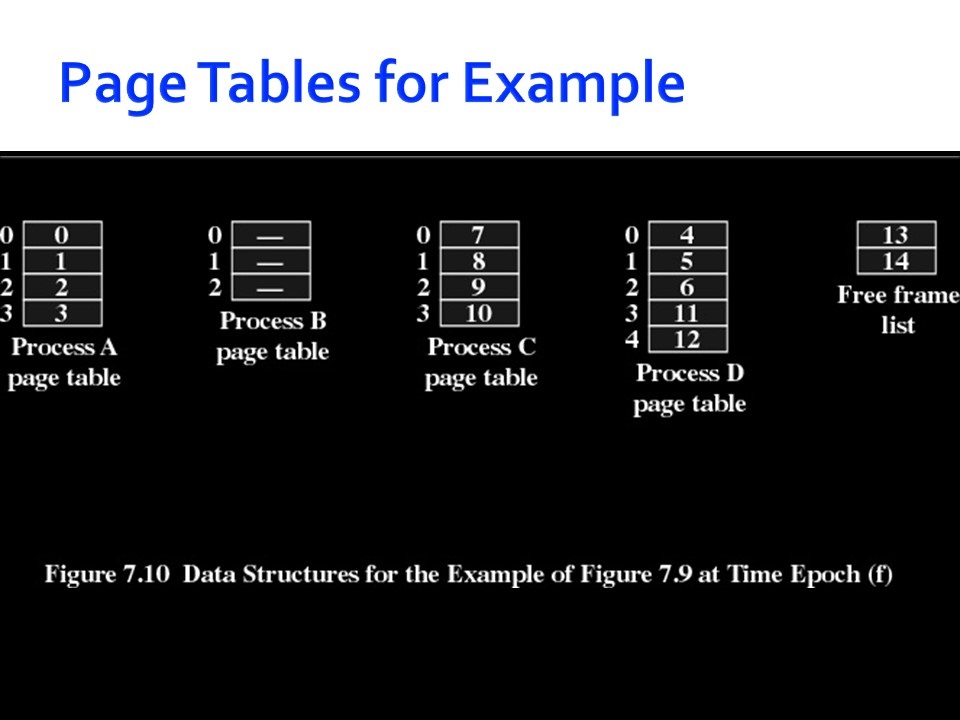 Page Tables for Example
0 0
1 1
2 2
3 3
Process A
page table
0 —
1 —
2 —
Process B
page table
0 7
1 8
2 9
3 10
Process C
page table
0 4
1 5
2 6
3 11
4 12
Process D
page table
13
14
Free frame
list
Figure 7.10 Data Structures for the Example of Figure 7.9 at Time Epoch (f)